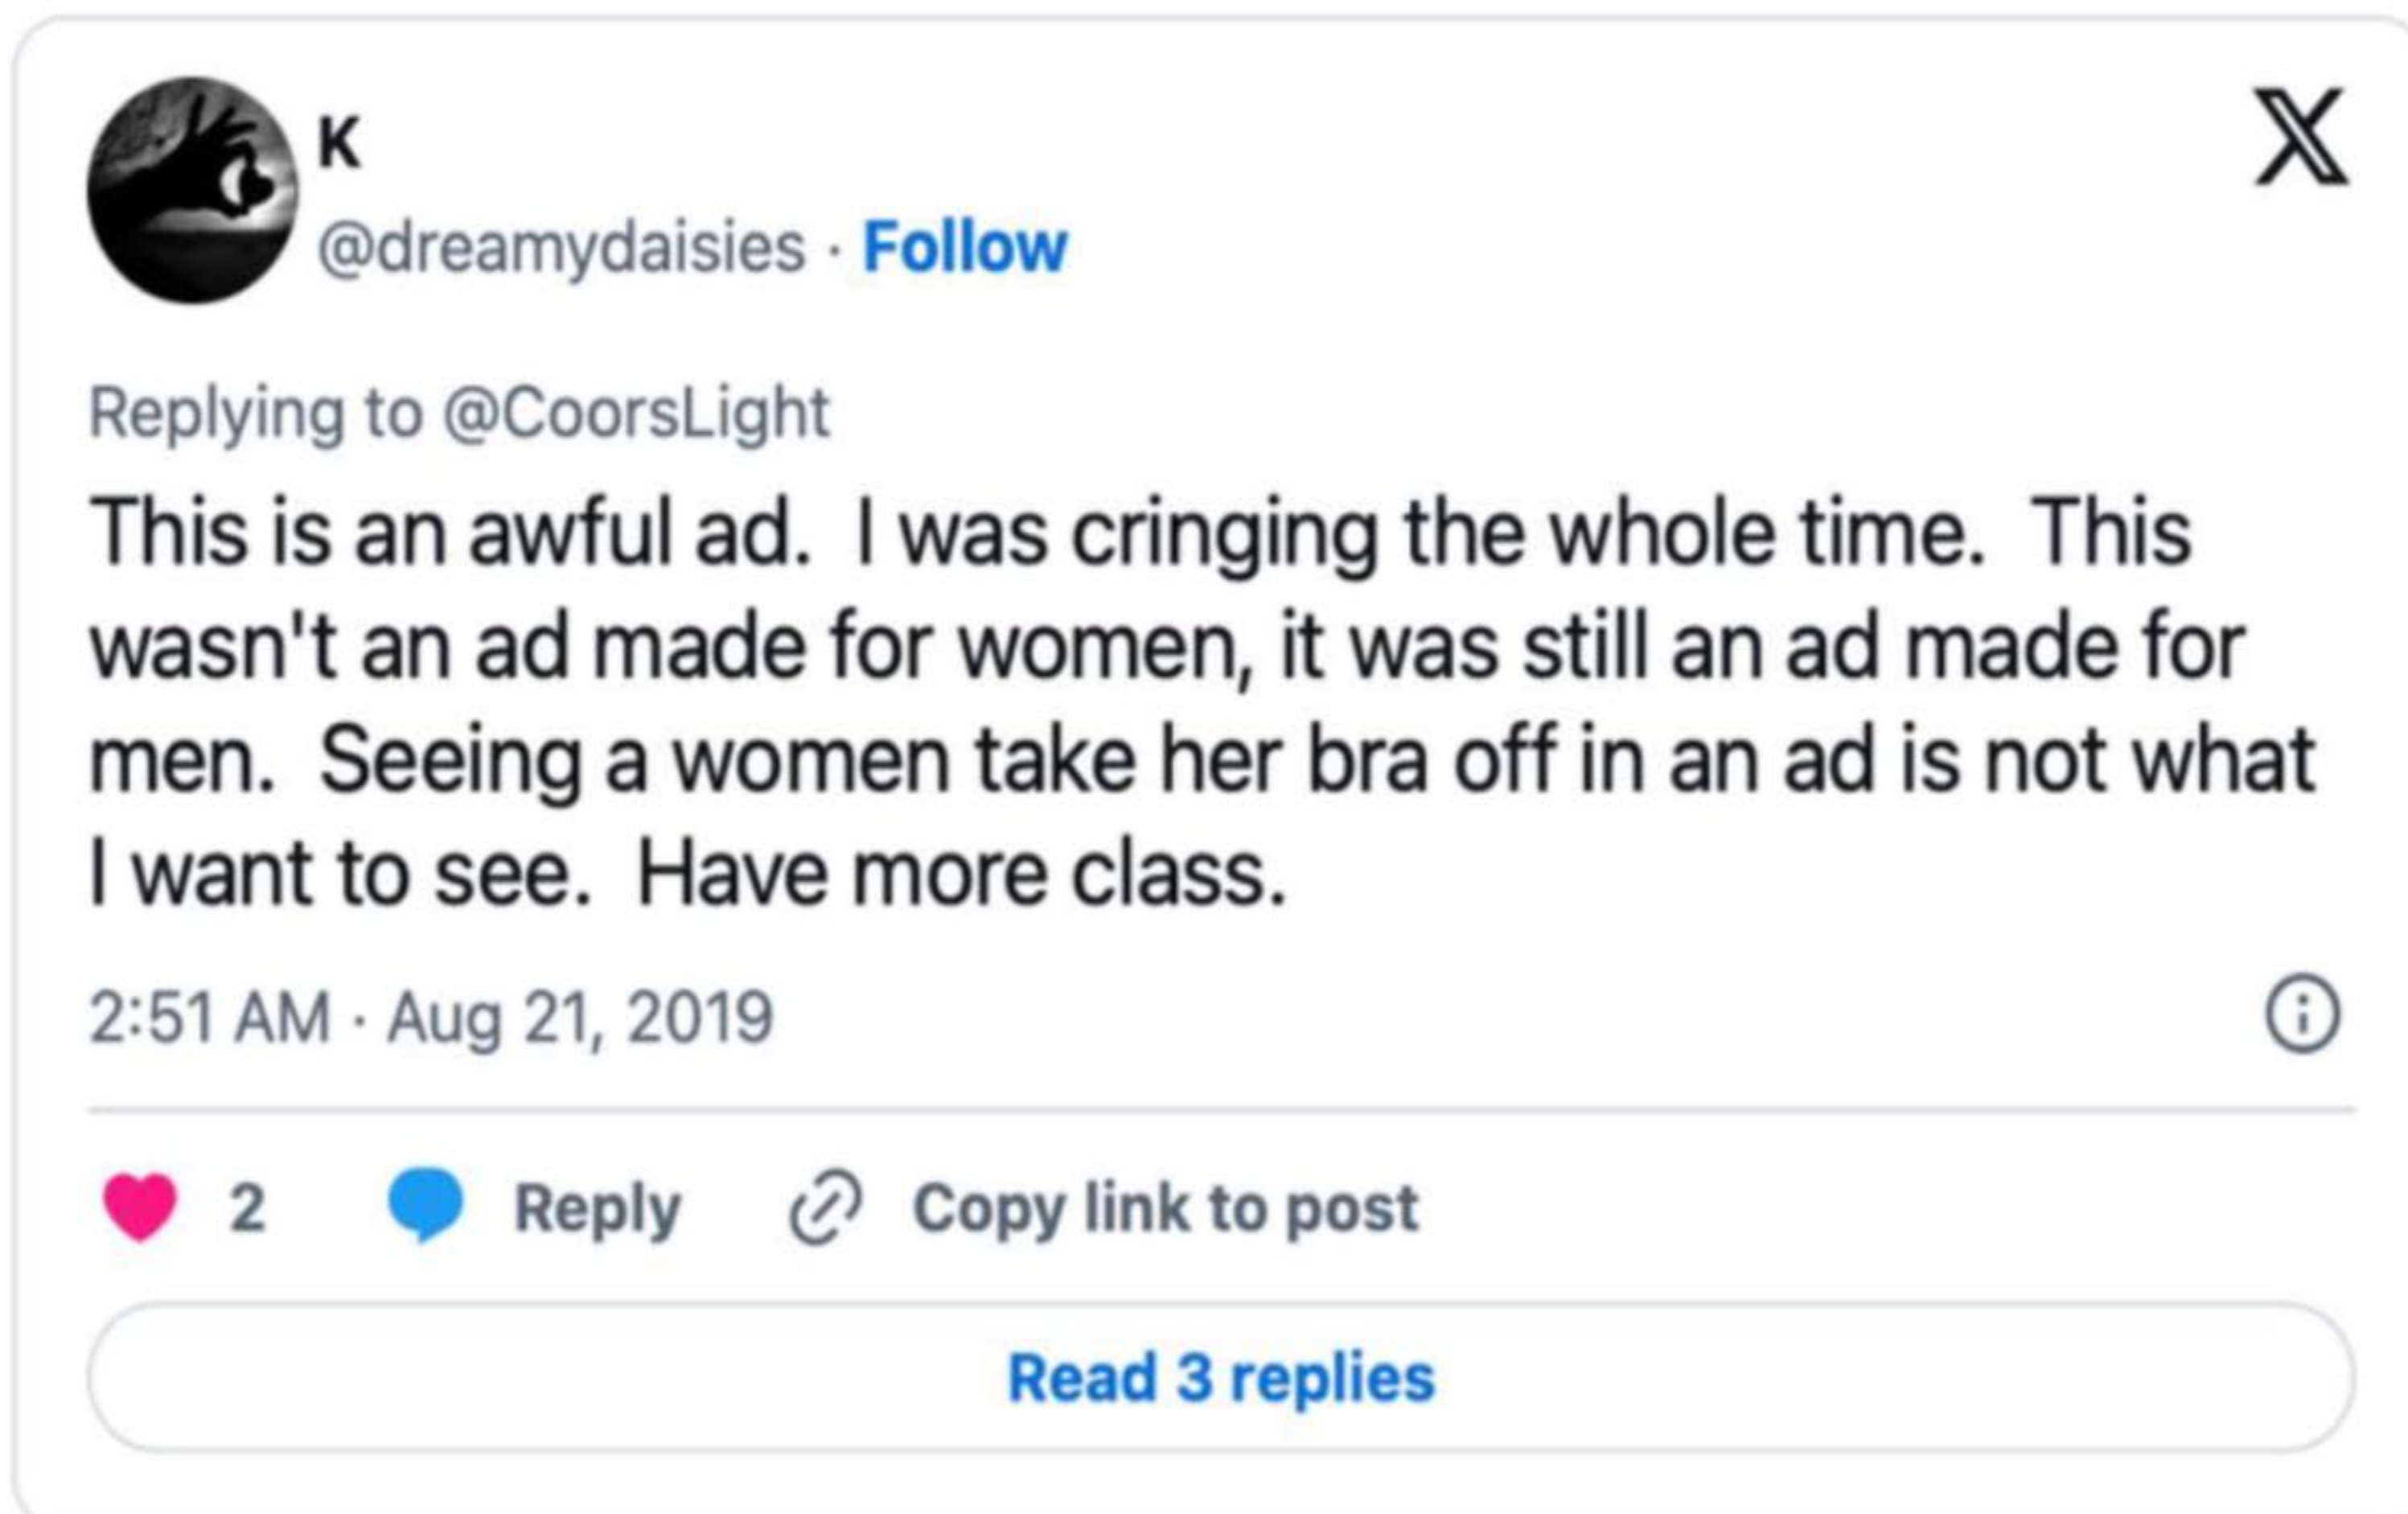 K
@dreamydaisies · Follow
Replying to @CoorsLight
This is an awful ad.  I was cringing the whole time.  This
wasn't an ad made for women, it was still an ad made for
men.  Seeing a women take her bra off in an ad is not what
I want to see.  Have more class.
2:51 AM · Aug 21, 2019
2 Reply Copy link to post
Read 3 replies